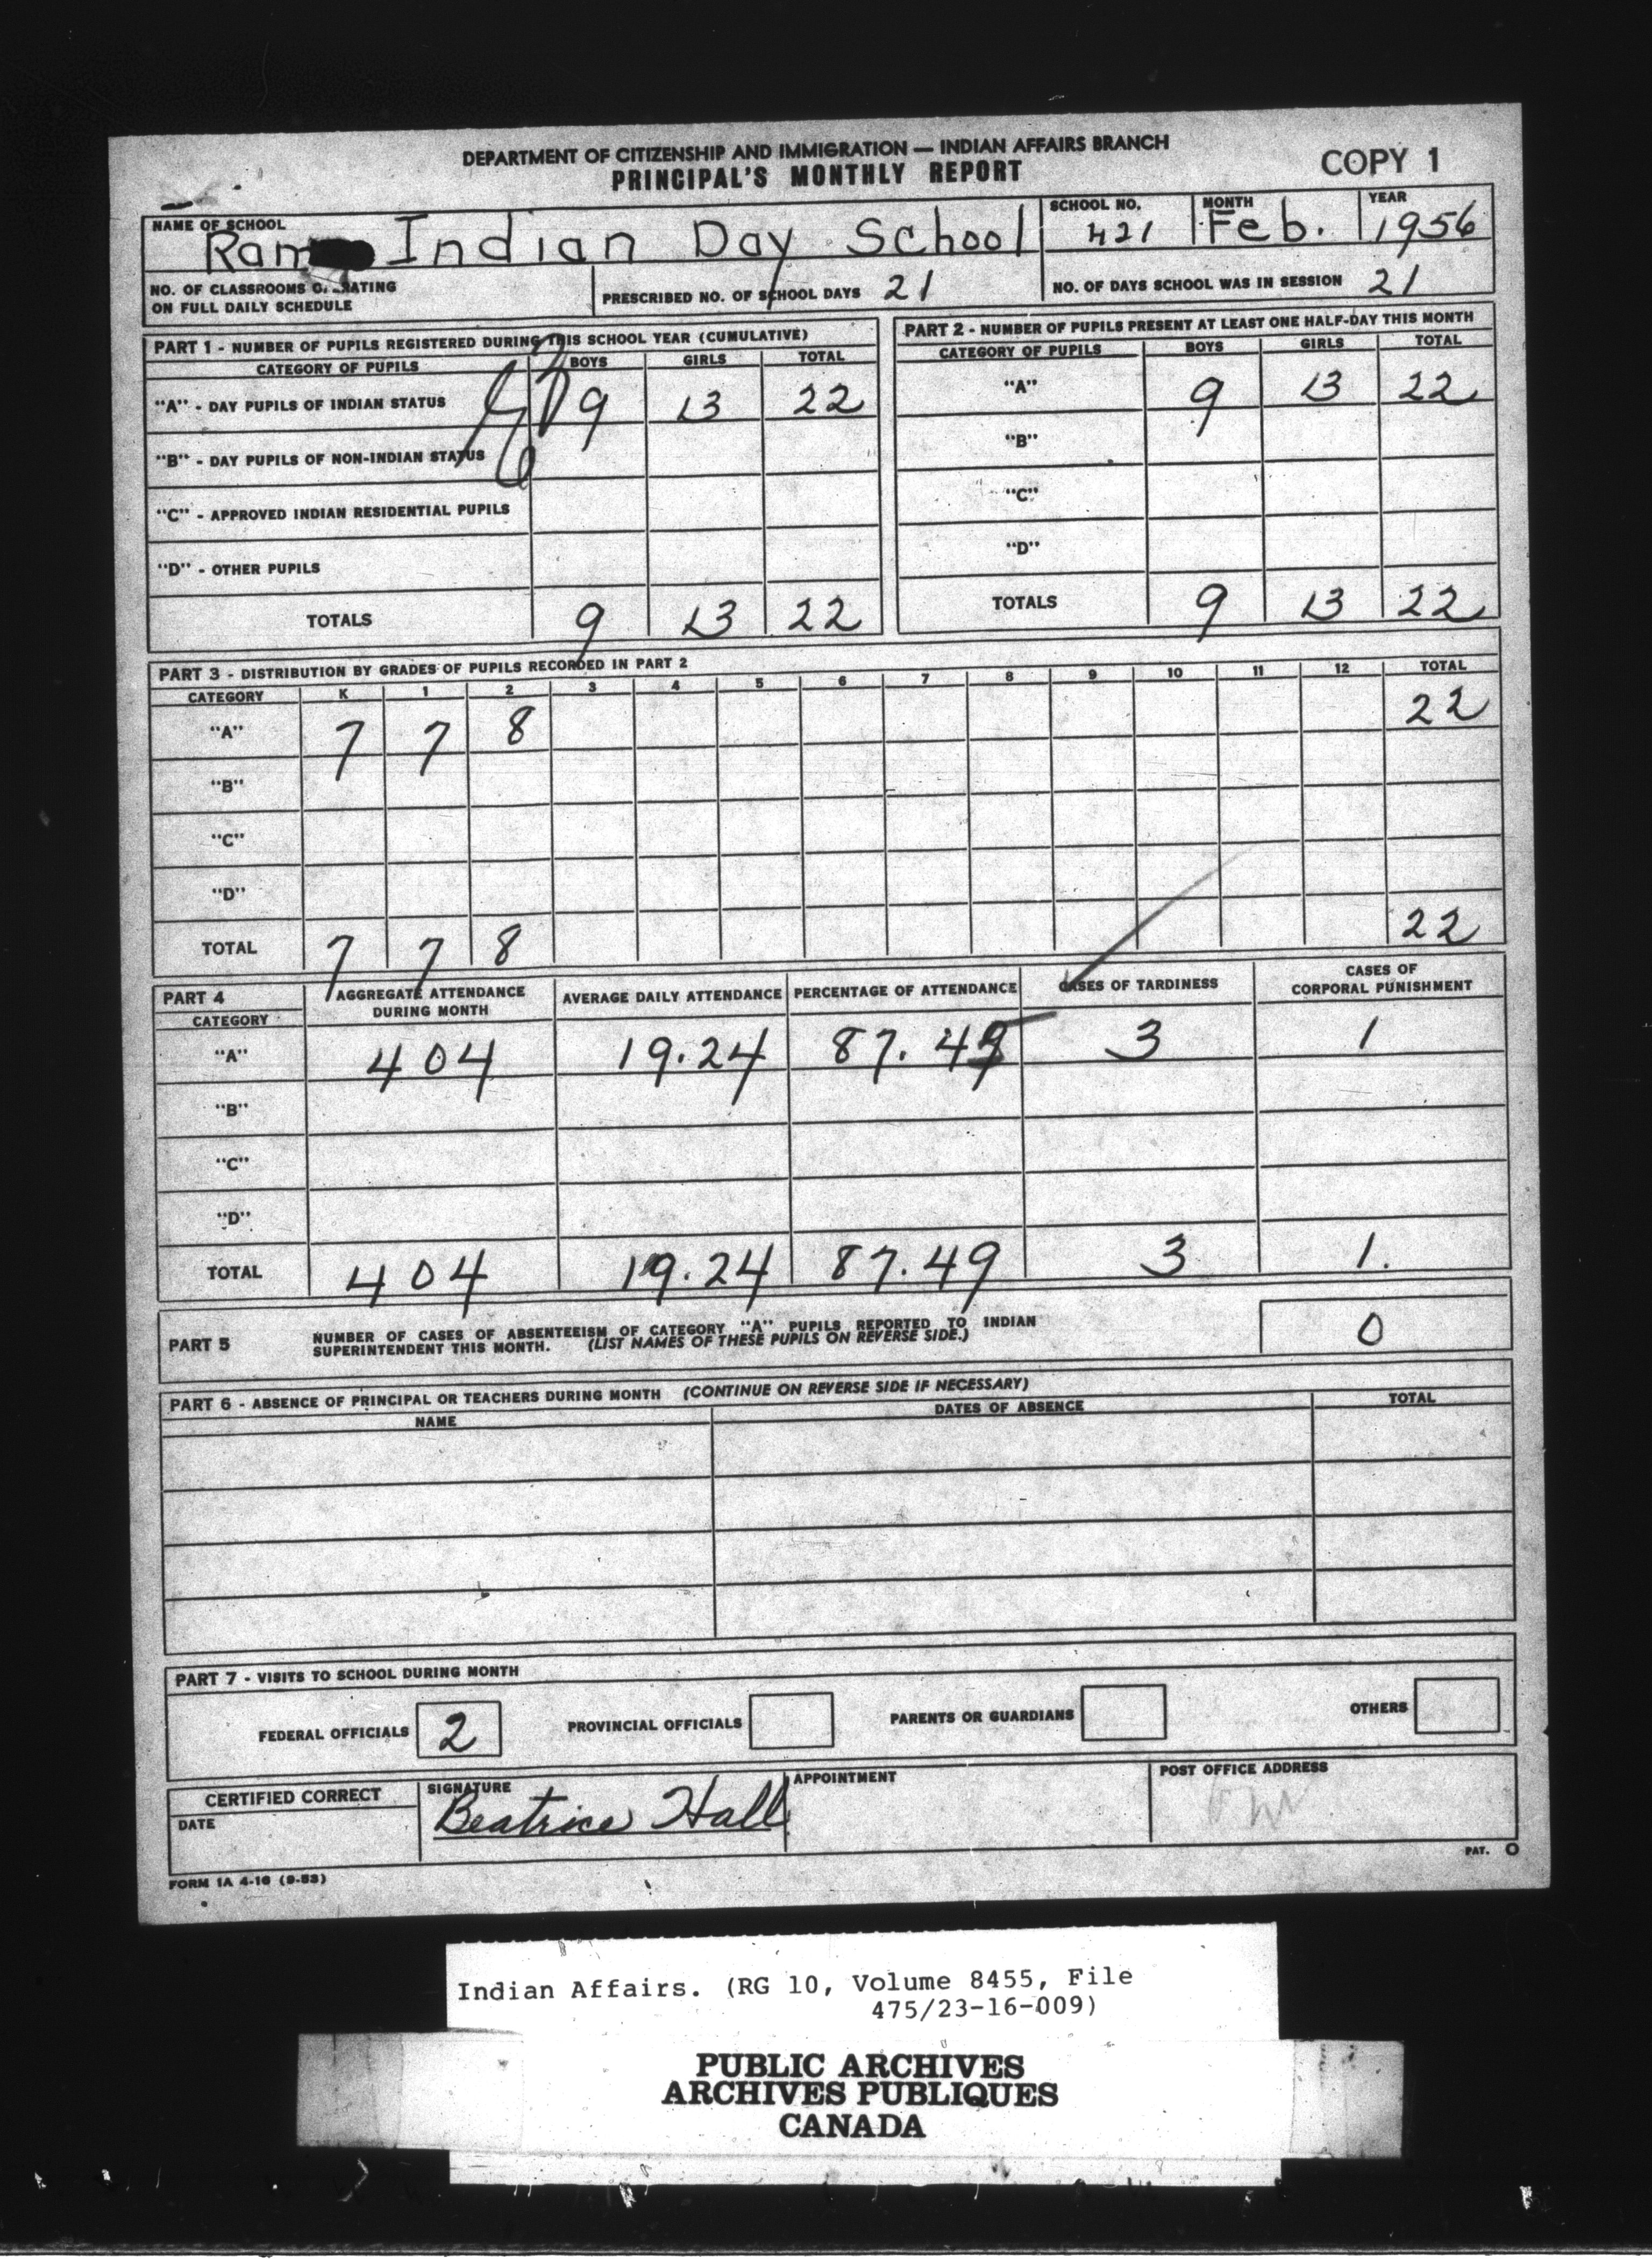 DEPARTMENT OF CITIZENSHIP AND IMMIGRATION — INDIAN AFFAIRS BRANCH
PRINCIPAL'S MONTHLY REPORT
COPY 1
NAME OF SCHOOL Indian Day School SCHOOL NO. 421 MONTH Feb. YEAR 1956
NO. OF CLASSROOMS OPERATING
ON FULL DAILY SCHEDULE
PRESCRIBED NO. OF SCHOOL DAYS 21
NO. OF DAYS SCHOOL WAS IN SESSION 21
PART 1 - NUMBER OF PUPILS REGISTERED DURING THIS SCHOOL YEAR (CUMULATIVE)
CATEGORY OF PUPILS BOYS GIRLS TOTAL
"A" - DAY PUPILS OF INDIAN STATUS 9 13 22
"B" - DAY PUPILS OF NON-INDIAN STATUS
"C" - APPROVED INDIAN RESIDENTIAL PUPILS
"D" - OTHER PUPILS
TOTALS 9 13 22
PART 2 - NUMBER OF PUPILS PRESENT AT LEAST ONE HALF-DAY THIS MONTH
CATEGORY OF PUPILS BOYS GIRLS TOTAL
"A" 9 13 22
"B"
"C"
"D"
TOTALS 9 13 22
PART 3 - DISTRIBUTION BY GRADES OF PUPILS RECORDED IN PART 2
CATEGORY K 1 2 3 4 5 6 7 8 9 10 11 12 TOTAL
"A" 7 7 8 22
"B"
"C"
"D"
TOTAL 7 7 8 22
PART 4
CATEGORY
AGGREGATE ATTENDANCE
DURING MONTH
AVERAGE DAILY ATTENDANCE
PERCENTAGE OF ATTENDANCE
CASES OF TARDINESS
CASES OF
CORPORAL PUNISHMENT
"A" 404 19.24 87.45 3 1
"B"
"C"
"D"
TOTAL 404 19.24 87.49 3 1.
PART 5
NUMBER OF CASES OF ABSENTEEISM OF CATEGORY "A" PUPILS REPORTED TO INDIAN
SUPERINTENDENT THIS MONTH. (LIST NAMES OF THESE PUPILS ON REVERSE SIDE.)
0
PART 6 - ABSENCE OF PRINCIPAL OR TEACHERS DURING MONTH (CONTINUE ON REVERSE SIDE IF NECESSARY)
NAME DATES OF ABSENCE TOTAL
PART 7 - VISITS TO SCHOOL DURING MONTH
FEDERAL OFFICIALS 2 PROVINCIAL OFFICIALS PARENTS OR GUARDIANS OTHERS
CERTIFIED CORRECT
DATE
SIGNATURE
Beatrice Hall
APPOINTMENT
POST OFFICE ADDRESS
PAT. O
FORM 1A 4-16 (9-53)
Indian Affairs. (RG 10, Volume 8455, File
475/23-16-009)
PUBLIC ARCHIVES
ARCHIVES PUBLIQUES
CANADA